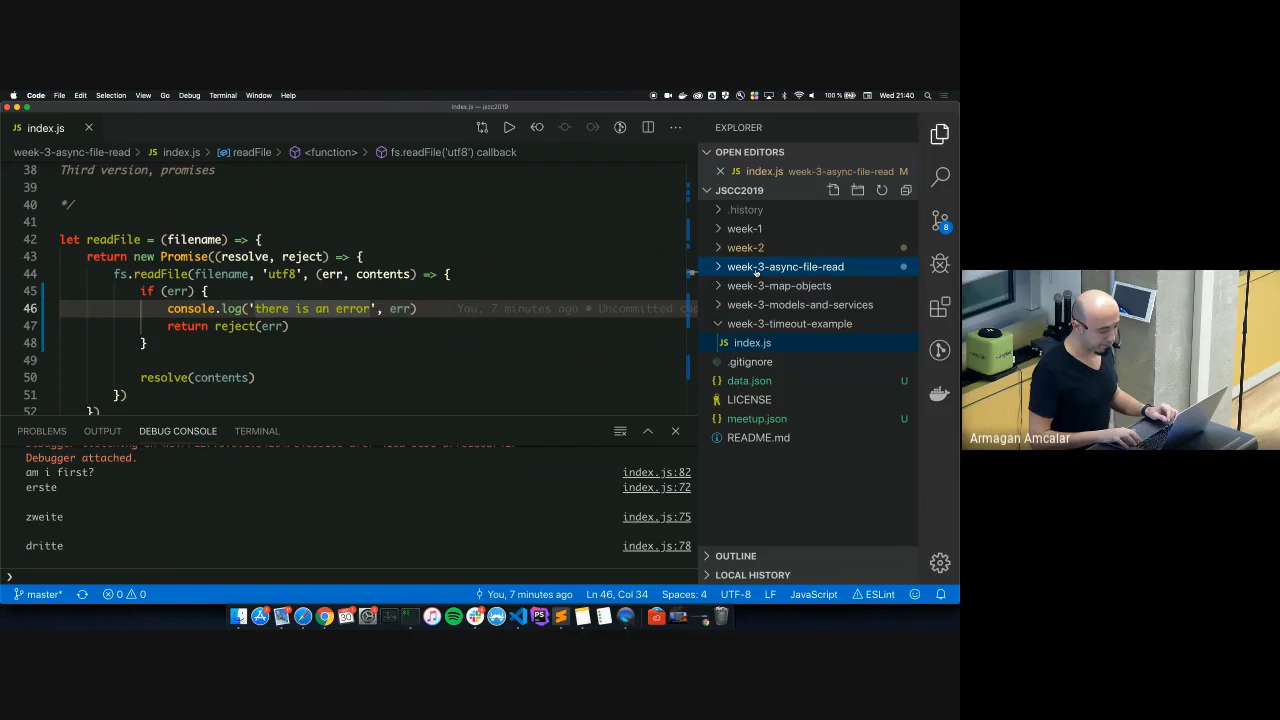 Code File Edit Selection View Go Debug Terminal Window Help 100 % Wed 21:40
index.js — jscc2019
index.js
week-3-async-file-read > index.js > readFile > <function> > fs.readFile('utf8') callback
38 Third version, promises
39
40 */
41
42 let readFile = (filename) => {
43 return new Promise((resolve, reject) => {
44 fs.readFile(filename, 'utf8', (err, contents) => {
45 if (err) {
46 console.log('there is an error', err) You, 7 minutes ago • Uncommitted
47 return reject(err)
48 }
49
50 resolve(contents)
51 })
52 })
PROBLEMS OUTPUT DEBUG CONSOLE TERMINAL
Debugger attached.
am i first? index.js:82
erste index.js:72
zweite index.js:75
dritte index.js:78
EXPLORER
OPEN EDITORS
index.js week-3-async-file-read M
JSCC2019
.history
week-1
week-2
week-3-async-file-read
week-3-map-objects
week-3-models-and-services
week-3-timeout-example
index.js
.gitignore
data.json U
LICENSE
meetup.json U
README.md
OUTLINE
LOCAL HISTORY
8
master* 0 0 You, 7 minutes ago Ln 46, Col 34 Spaces: 4 UTF-8 LF JavaScript ESLint
Armagan Amcalar